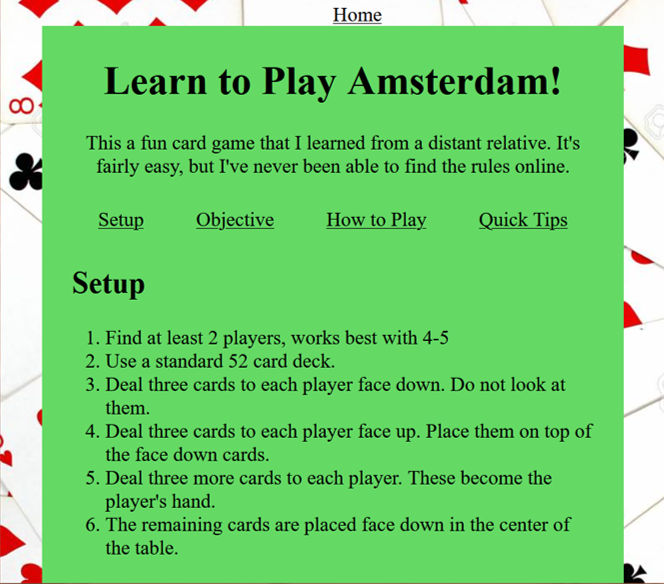 Home
Learn to Play Amsterdam!
This a fun card game that I learned from a distant relative. It's
fairly easy, but I've never been able to find the rules online.
Setup Objective How to Play Quick Tips
Setup
1. Find at least 2 players, works best with 4-5
2. Use a standard 52 card deck.
3. Deal three cards to each player face down. Do not look at
them.
4. Deal three cards to each player face up. Place them on top of
the face down cards.
5. Deal three more cards to each player. These become the
player's hand.
6. The remaining cards are placed face down in the center of
the table.